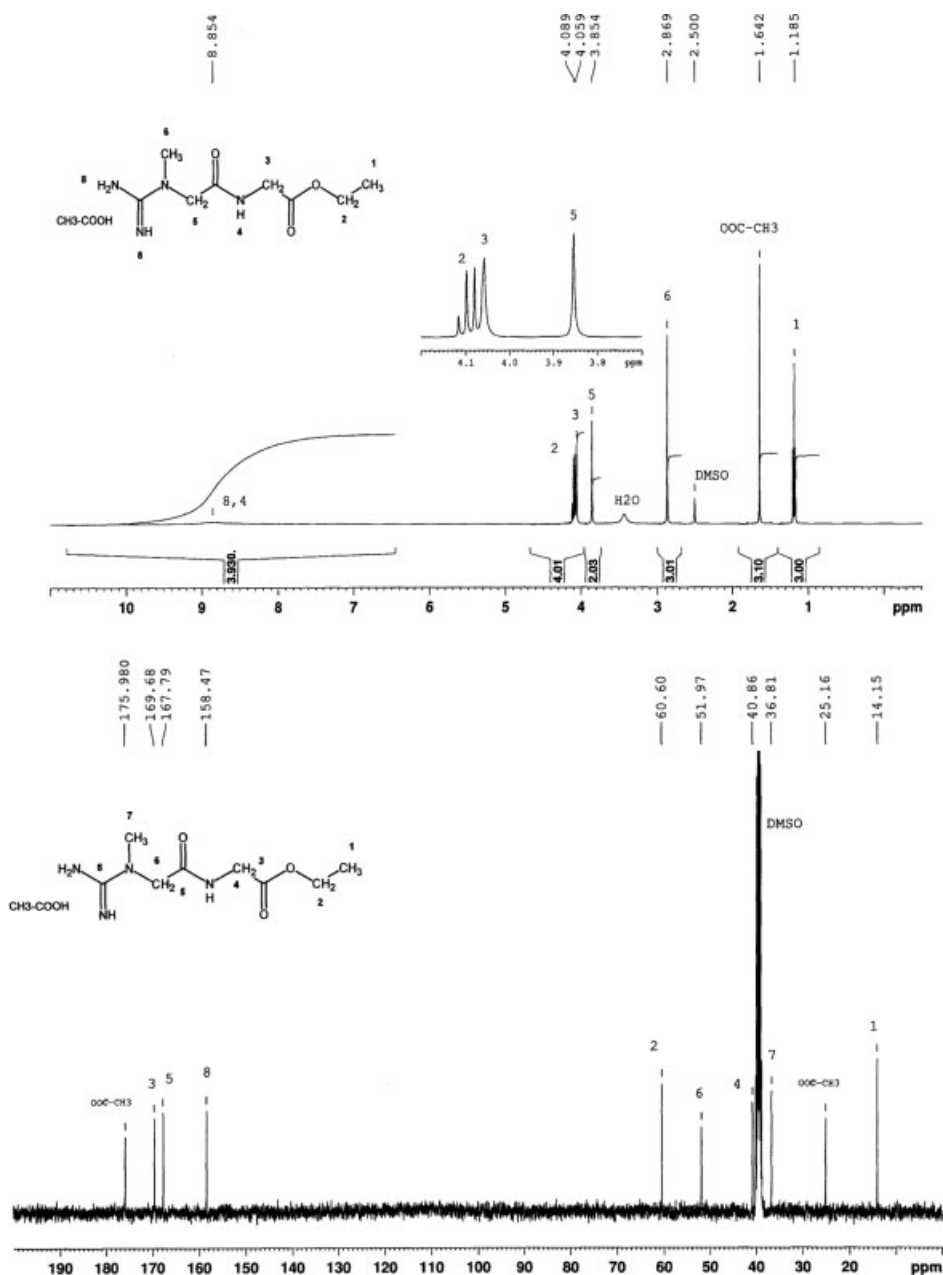 8.854
4.089
4.059
3.854
2.869
2.500
1.642
1.185
6
CH3
O
3
1
8
H2N
N
CH2
N
H
CH2
O
CH2
CH3
CH3-COOH
NH
5
4
O
2
8
2
3
5
4.1 4.0 3.9 3.8 ppm
OOC-CH3
6
1
5
3
2
DMSO
H2O
8,4
3.930.
4.01
2.03
3.01
3.10
3.00
10 9 8 7 6 5 4 3 2 1 ppm
175.980
169.68
167.79
158.47
60.60
51.97
40.86
36.81
25.16
14.15
DMSO
7
CH3
O
6
3
1
8
H2N
N
CH2
5
N
H
4
O
CH2
CH3
2
CH3-COOH
NH
O
OOC-CH3
3
5
8
2
6
4
7
OOC-CH3
1
190 180 170 160 150 140 130 120 110 100 90 80 70 60 50 40 30 20 ppm